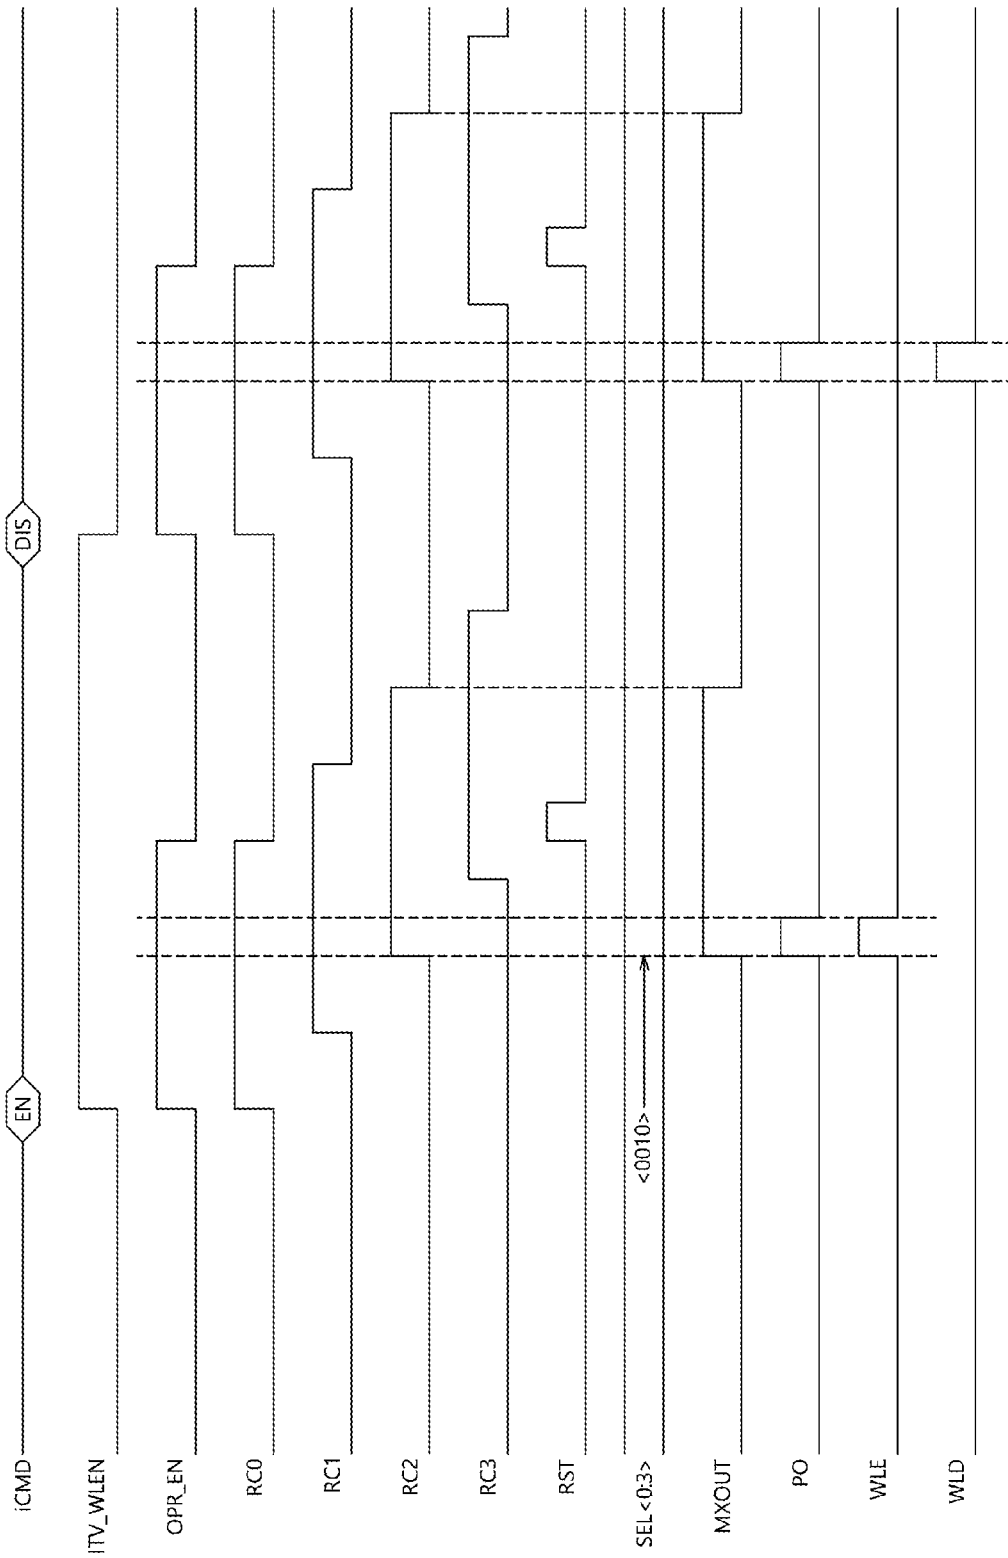 iCMD EN DIS
ITV_WLEN
OPR_EN
RC0
RC1
RC2
RC3
RST
SEL<0:3> <0010>
MXOUT
PO
WLE
WLD